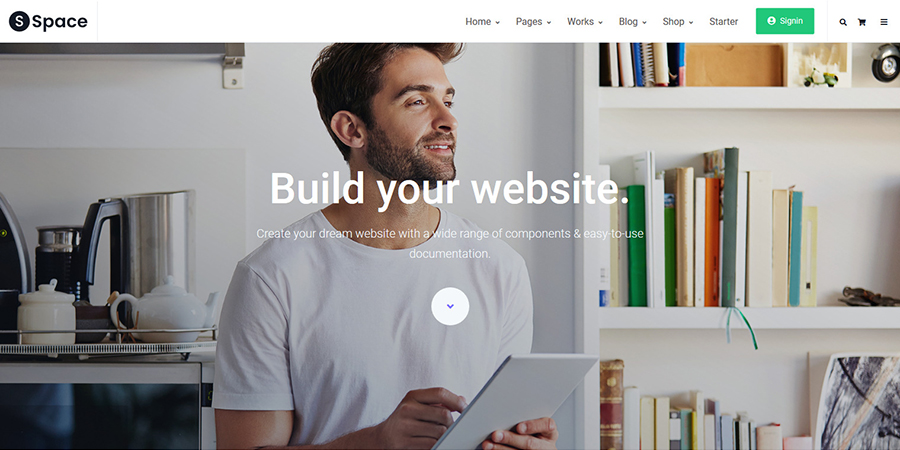 S Space
Home Pages Works Blog Shop Starter Signin
Build your website.
Create your dream website with a wide range of components & easy-to-use
documentation.